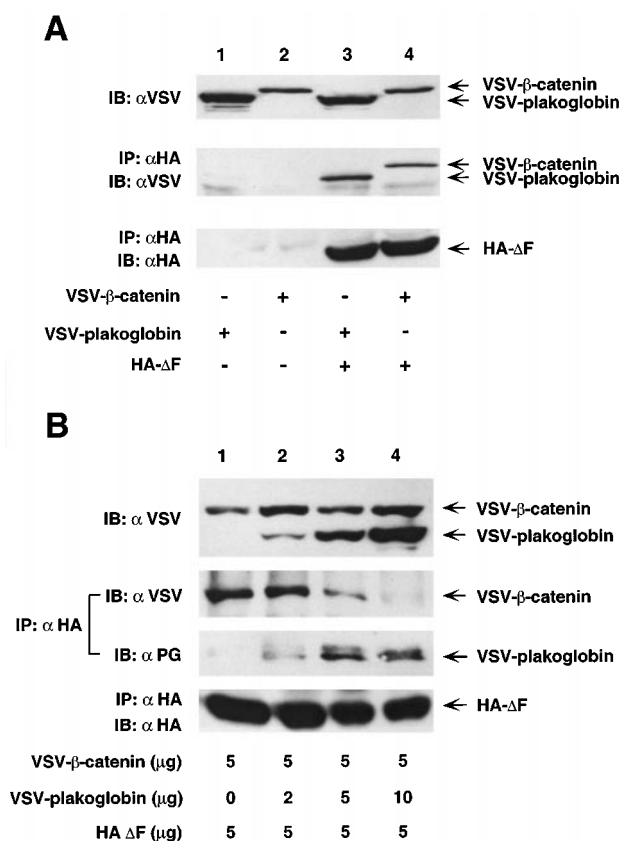 A
1 2 3 4
IB: αVSV
VSV-β-catenin
VSV-plakoglobin
IP: αHA
IB: αVSV
VSV-β-catenin
VSV-plakoglobin
IP: αHA
IB: αHA
HA-ΔF
VSV-β-catenin - + - +
VSV-plakoglobin + - + -
HA-ΔF - - + +
B
1 2 3 4
IB: α VSV
VSV-β-catenin
VSV-plakoglobin
IP: α HA
IB: α VSV
VSV-β-catenin
IB: α PG
VSV-plakoglobin
IP: α HA
IB: α HA
HA-ΔF
VSV-β-catenin (μg) 5 5 5 5
VSV-plakoglobin (μg) 0 2 5 10
HA ΔF (μg) 5 5 5 5